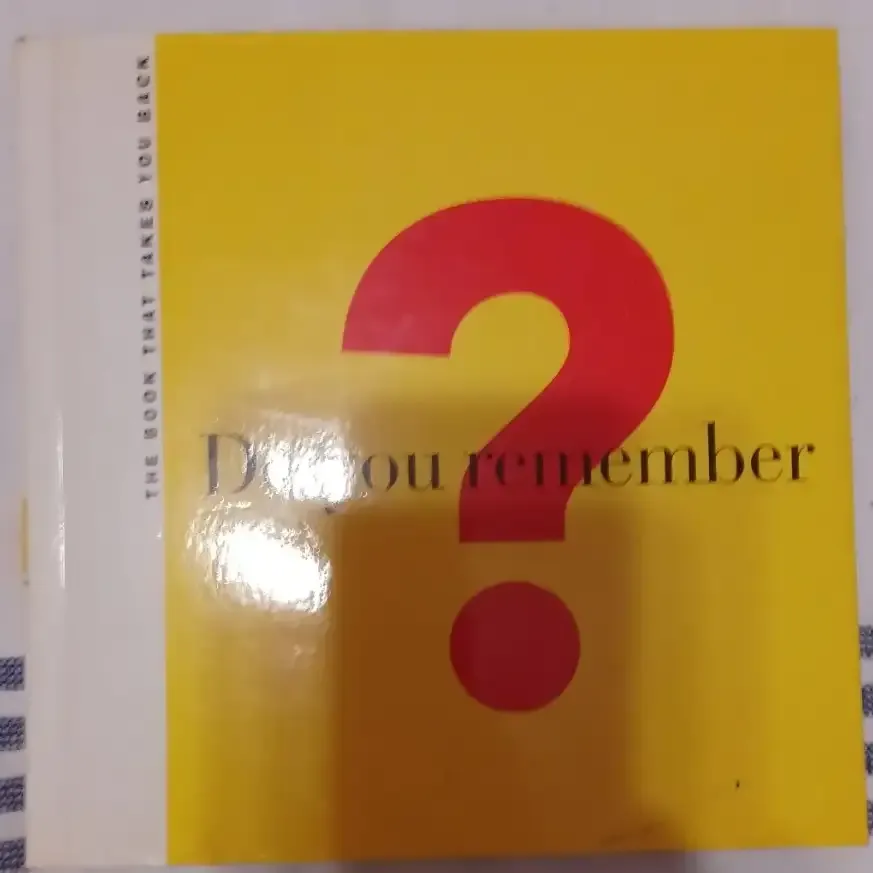 THE BOOK THAT TAKES YOU BACK
Do you remember
?